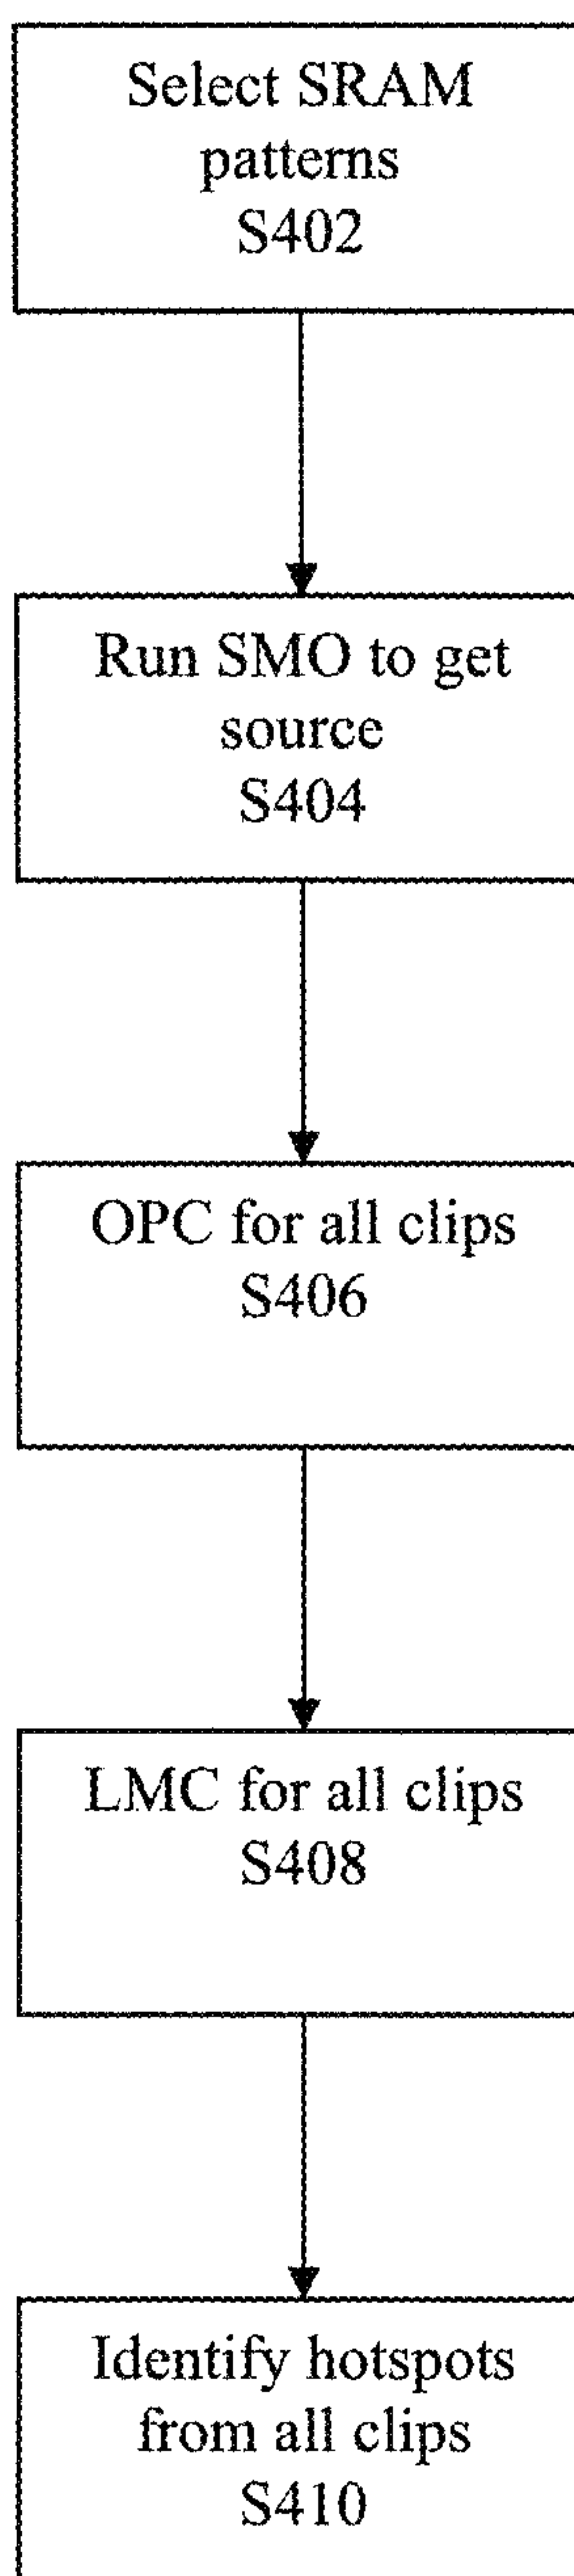 Select SRAM
patterns
S402
Run SMO to get
source
S404
OPC for all clips
S406
LMC for all clips
S408
Identify hotspots
from all clips
S410